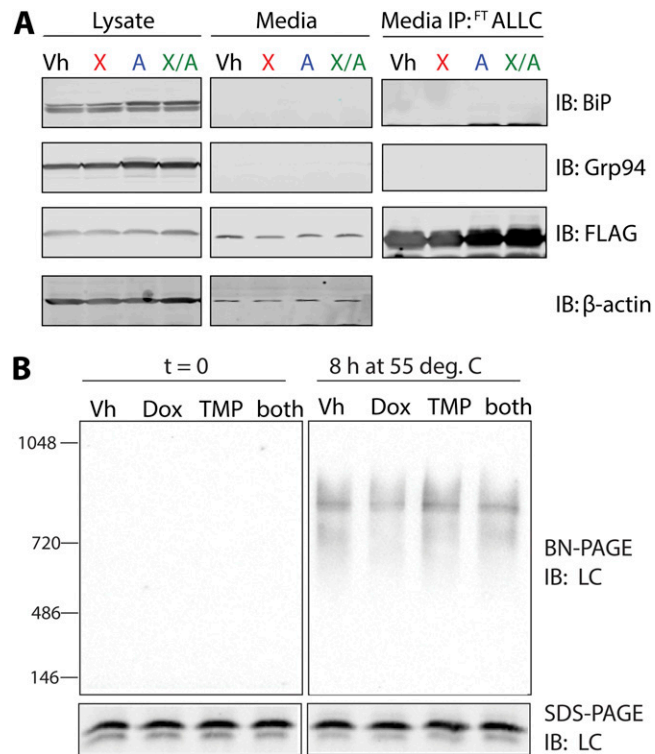 A
Lysate Media Media IP: FT ALLC
Vh X A X/A Vh X A X/A Vh X A X/A
IB: BiP
IB: Grp94
IB: FLAG
IB: β-actin
B
t = 0 8 h at 55 deg. C
Vh Dox TMP both Vh Dox TMP both
1048
720
486
146
BN-PAGE
IB: LC
SDS-PAGE
IB: LC